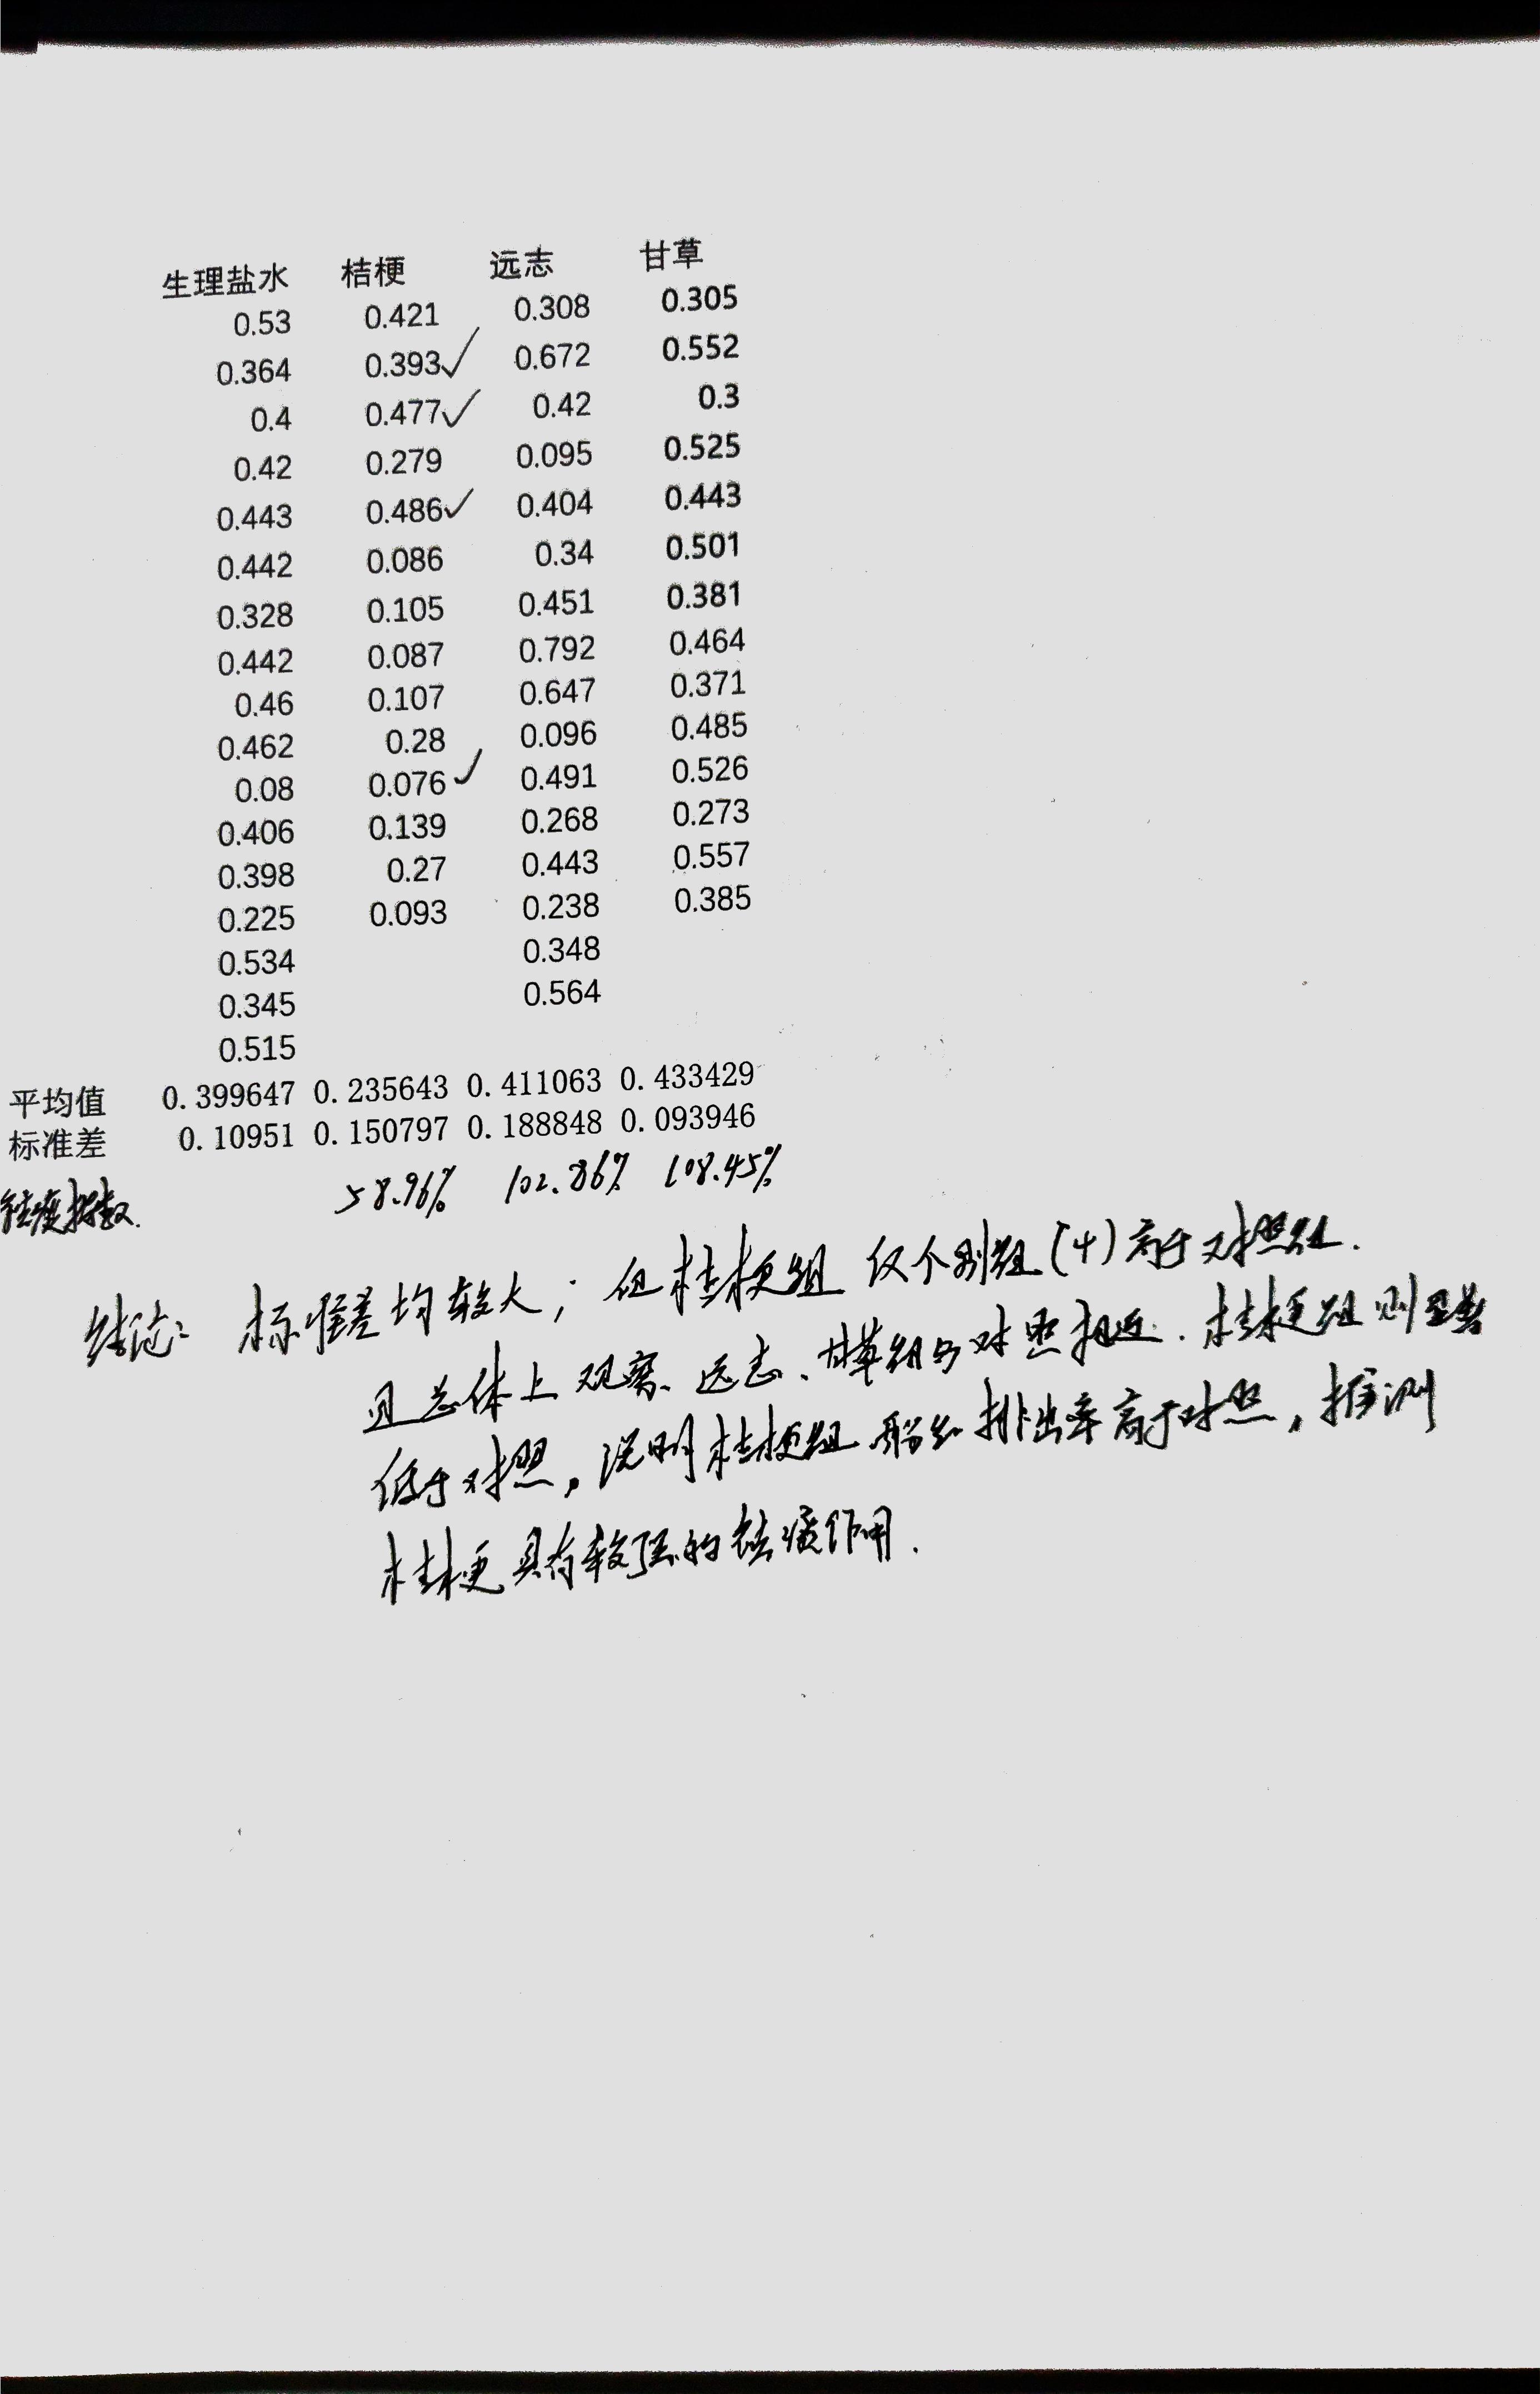 生理盐水 桔梗 远志 甘草
0.53 0.421 0.308 0.305
0.364 0.393✓ 0.672 0.552
0.4 0.477✓ 0.42 0.3
0.42 0.279 0.095 0.525
0.443 0.486✓ 0.404 0.443
0.442 0.086 0.34 0.501
0.328 0.105 0.451 0.381
0.442 0.087 0.792 0.464
0.46 0.107 0.647 0.371
0.462 0.28 0.096 0.485
0.08 0.076✓ 0.491 0.526
0.406 0.139 0.268 0.273
0.398 0.27 0.443 0.557
0.225 0.093 0.238 0.385
0.534 0.348
0.345 0.564
0.515
平均值 0.399647 0.235643 0.411063 0.433429
标准差 0.10951 0.150797 0.188848 0.093946
祛痰指数. 58.96% 102.86% 108.45%
结论: 标准差均较大; 但桔梗组 仅个别组(4)高于对照组.
且总体上观察、远志、甘草组与对照相近. 桔梗组则显著
低于对照, 说明桔梗组 酚红排出率高于对照, 推测
桔梗具有较强的祛痰作用.